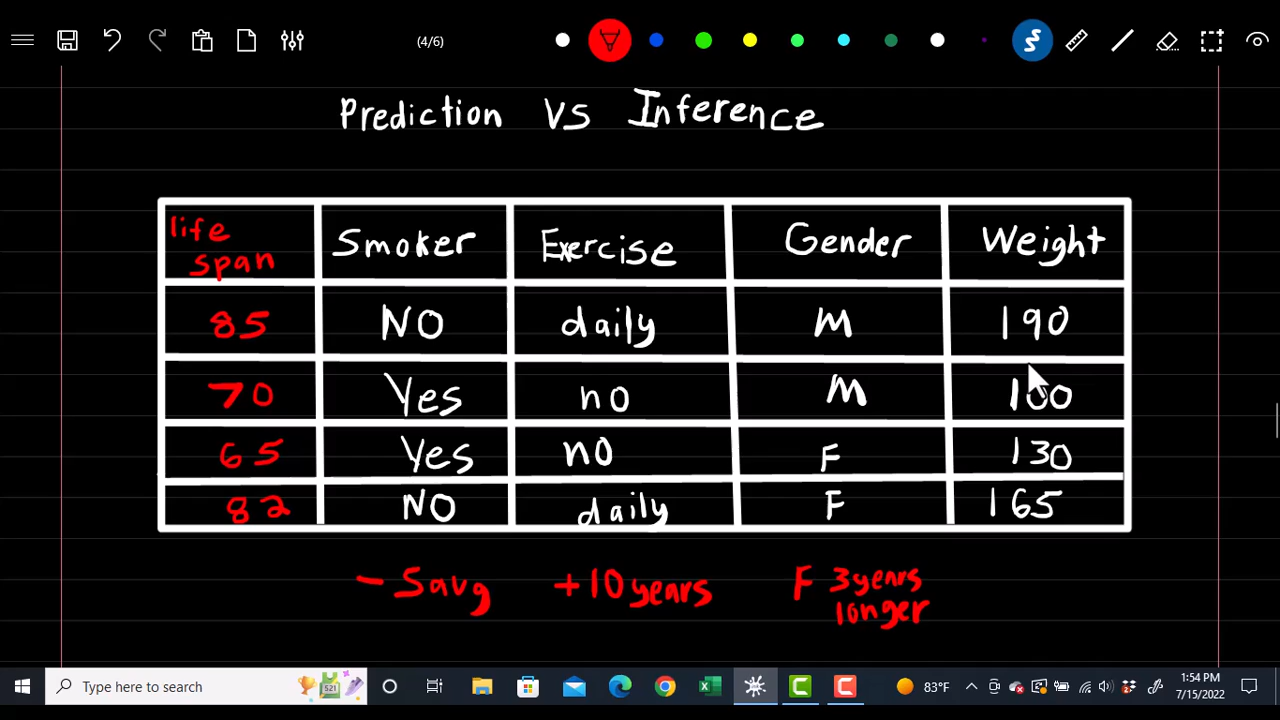 (4/6)
Prediction VS Inference
life span Smoker Exercise Gender Weight
85 NO daily M 190
70 Yes no M
65 Yes no F 130
82 NO daily F 165
- 5avg +10 years F 3years
longer
Type here to search
521
83°F
1:54 PM
7/15/2022